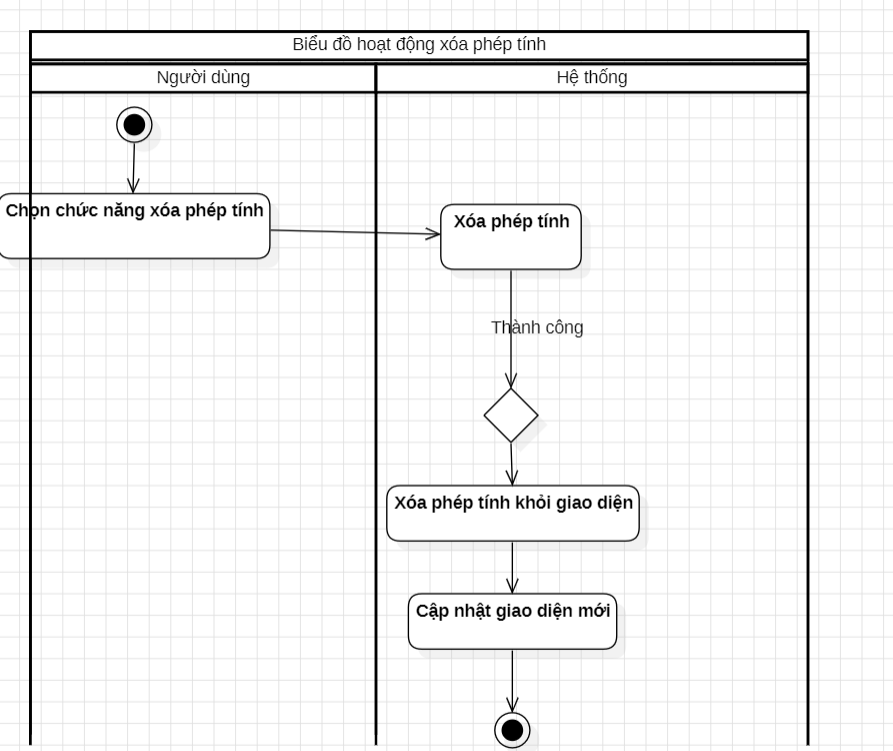 Biểu đồ hoạt động xóa phép tính
Người dùng
Hệ thống
Chọn chức năng xóa phép tính
Xóa phép tính
Thành công
Xóa phép tính khỏi giao diện
Cập nhật giao diện mới